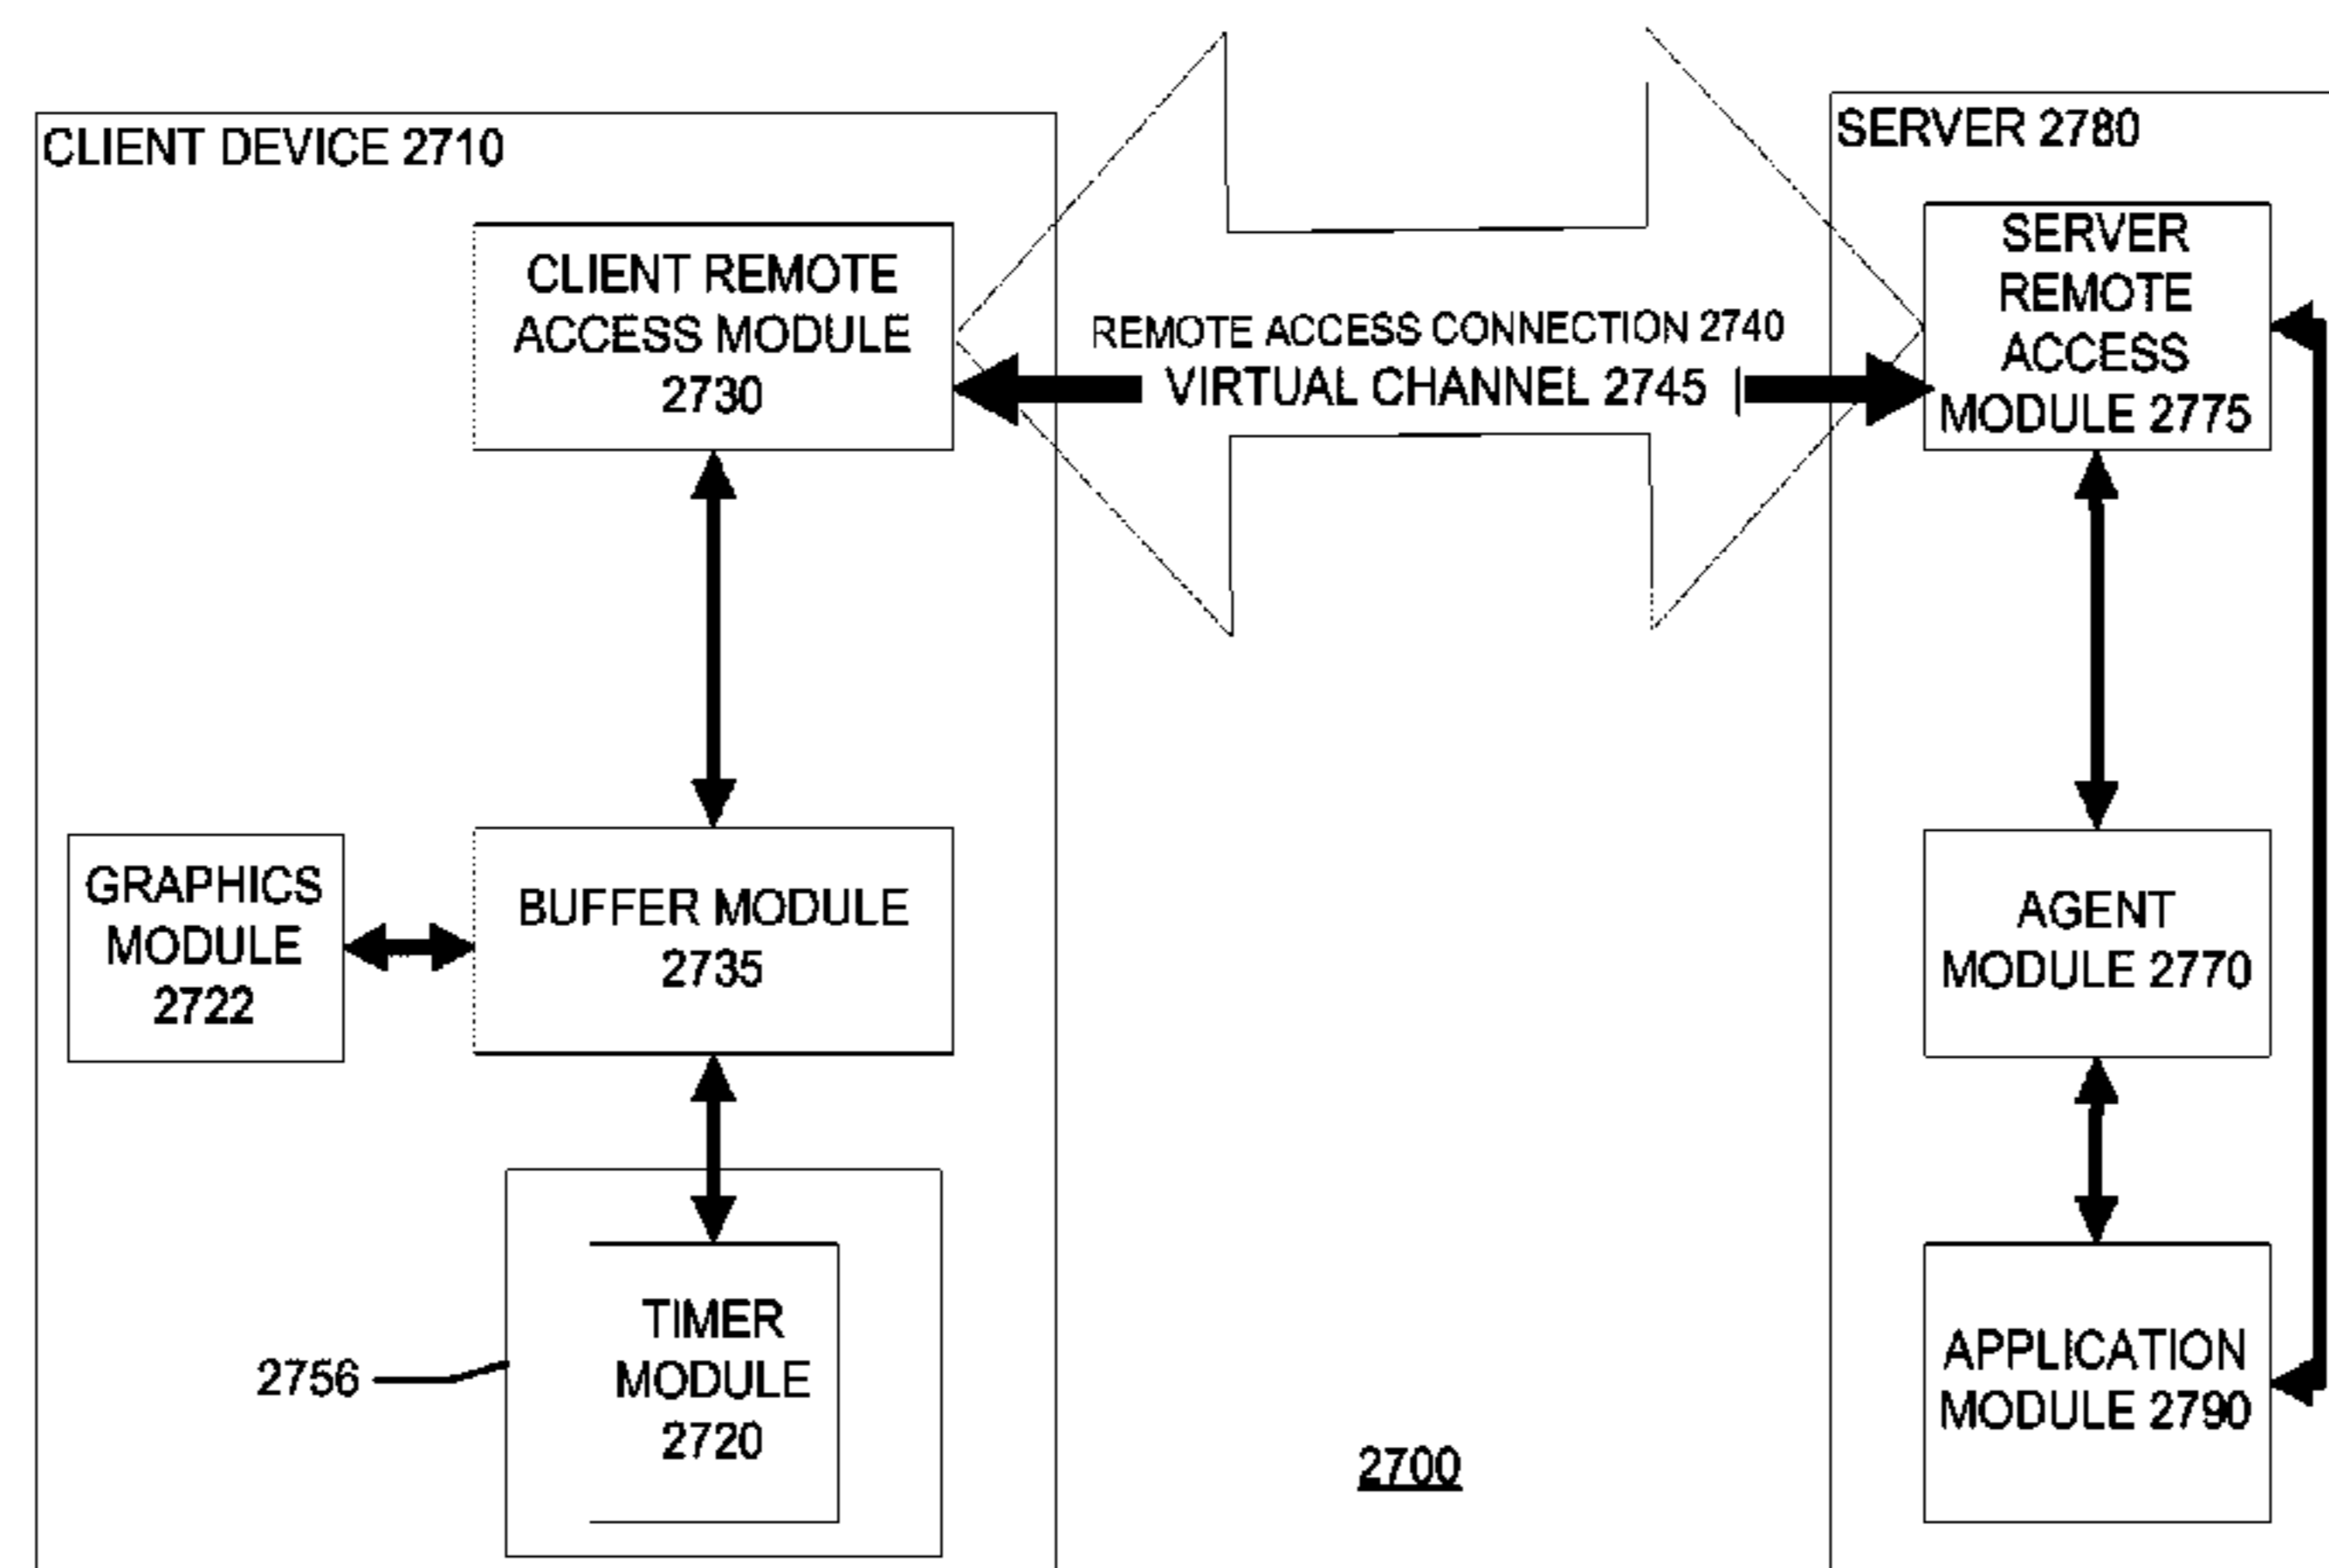 CLIENT DEVICE 2710
CLIENT REMOTE
ACCESS MODULE
2730
REMOTE ACCESS CONNECTION 2740
VIRTUAL CHANNEL 2745
SERVER 2780
SERVER
REMOTE
ACCESS
MODULE 2775
GRAPHICS
MODULE
2722
BUFFER MODULE
2735
AGENT
MODULE 2770
2756
TIMER
MODULE
2720
2700
APPLICATION
MODULE 2790